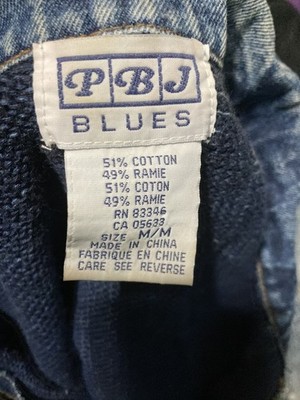 PBJ
BLUES
51% COTTON
49% RAMIE
51% COTON
49% RAMIE
RN 83346
CA 05633
SIZE M/M
MADE IN CHINA
FABRIQUE EN CHINE
CARE SEE REVERSE